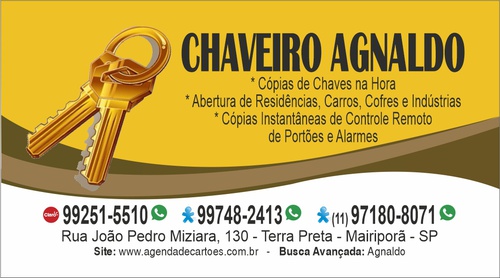 CHAVEIRO AGNALDO
* Cópias de Chaves na Hora
* Abertura de Residências, Carros, Cofres e Indústrias
* Cópias Instantâneas de Controle Remoto
de Portões e Alarmes
Claro 99251-5510 99748-2413 (11) 97180-8071
Rua João Pedro Miziara, 130 - Terra Preta - Mairiporã - SP
Site: www.agendadecartoes.com.br - Busca Avançada: Agnaldo